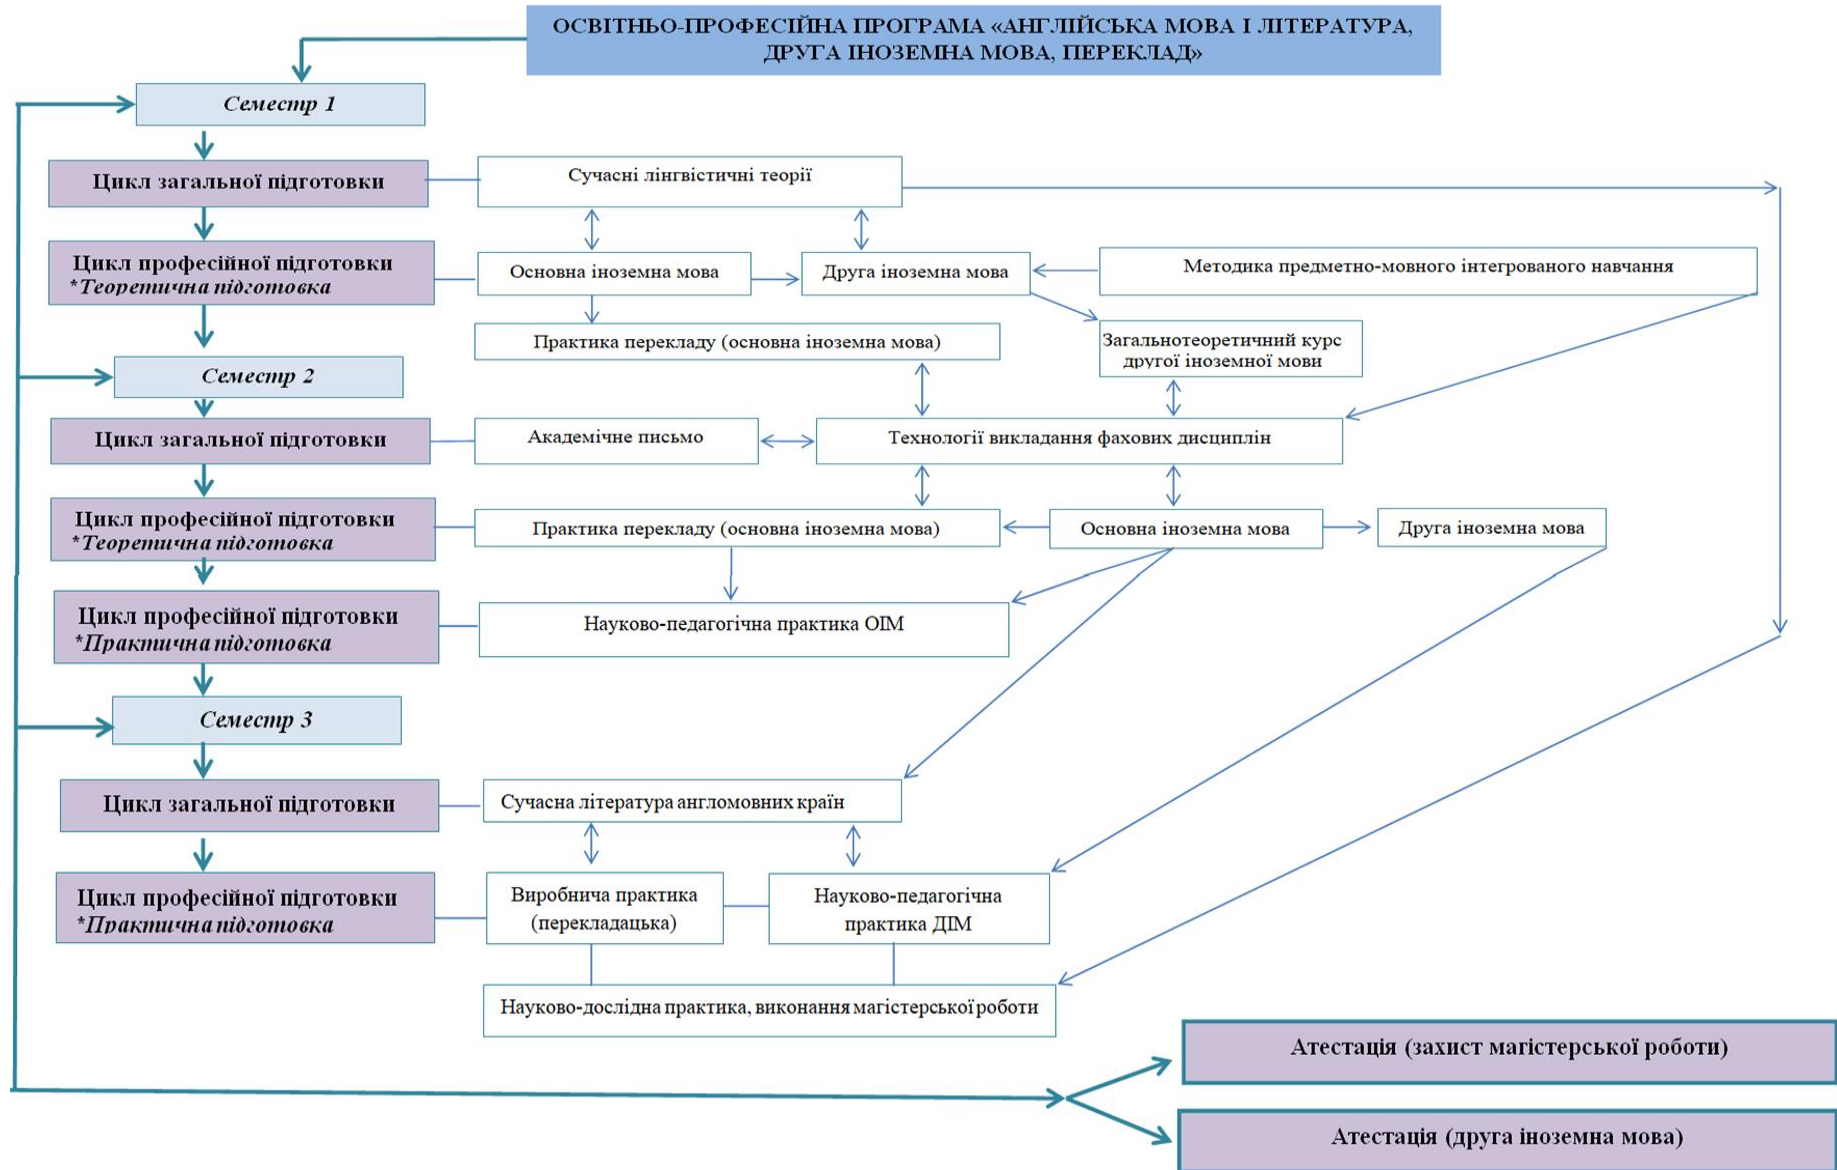 ОСВІТНЬО-ПРОФЕСІЙНА ПРОГРАМА «АНГЛІЙСЬКА МОВА І ЛІТЕРАТУРА,
ДРУГА ІНОЗЕМНА МОВА, ПЕРЕКЛАД»
Семестр 1
Цикл загальної підготовки
Сучасні лінгвістичні теорії
Цикл професійної підготовки
*Теоретична підготовка
Основна іноземна мова
Друга іноземна мова
Методика предметно-мовного інтегрованого навчання
Практика перекладу (основна іноземна мова)
Загальнотеоретичний курс
другої іноземної мови
Семестр 2
Цикл загальної підготовки
Академічне письмо
Технології викладання фахових дисциплін
Цикл професійної підготовки
*Теоретична підготовка
Практика перекладу (основна іноземна мова)
Основна іноземна мова
Друга іноземна мова
Цикл професійної підготовки
*Практична підготовка
Науково-педагогічна практика ОІМ
Семестр 3
Цикл загальної підготовки
Сучасна література англомовних країн
Цикл професійної підготовки
*Практична підготовка
Виробнича практика
(перекладацька)
Науково-педагогічна
практика ДІМ
Науково-дослідна практика, виконання магістерської роботи
Атестація (захист магістерської роботи)
Атестація (друга іноземна мова)